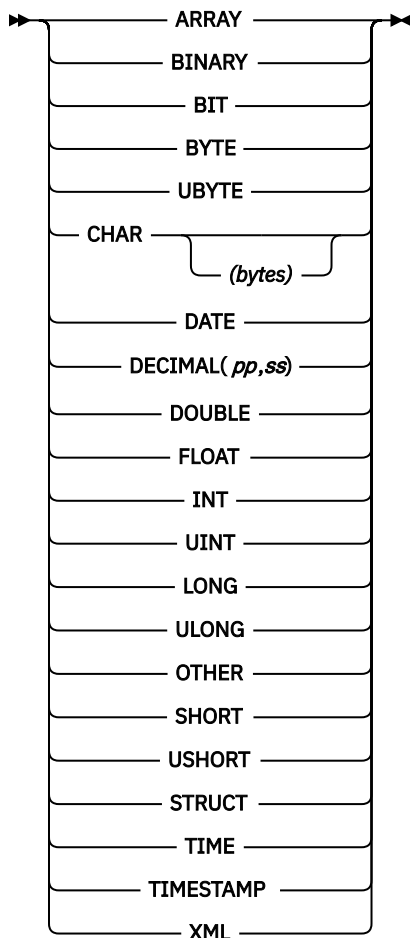 ARRAY
BINARY
BIT
BYTE
UBYTE
CHAR
(bytes)
DATE
DECIMAL( pp,ss)
DOUBLE
FLOAT
INT
UINT
LONG
ULONG
OTHER
SHORT
USHORT
STRUCT
TIME
TIMESTAMP
XML